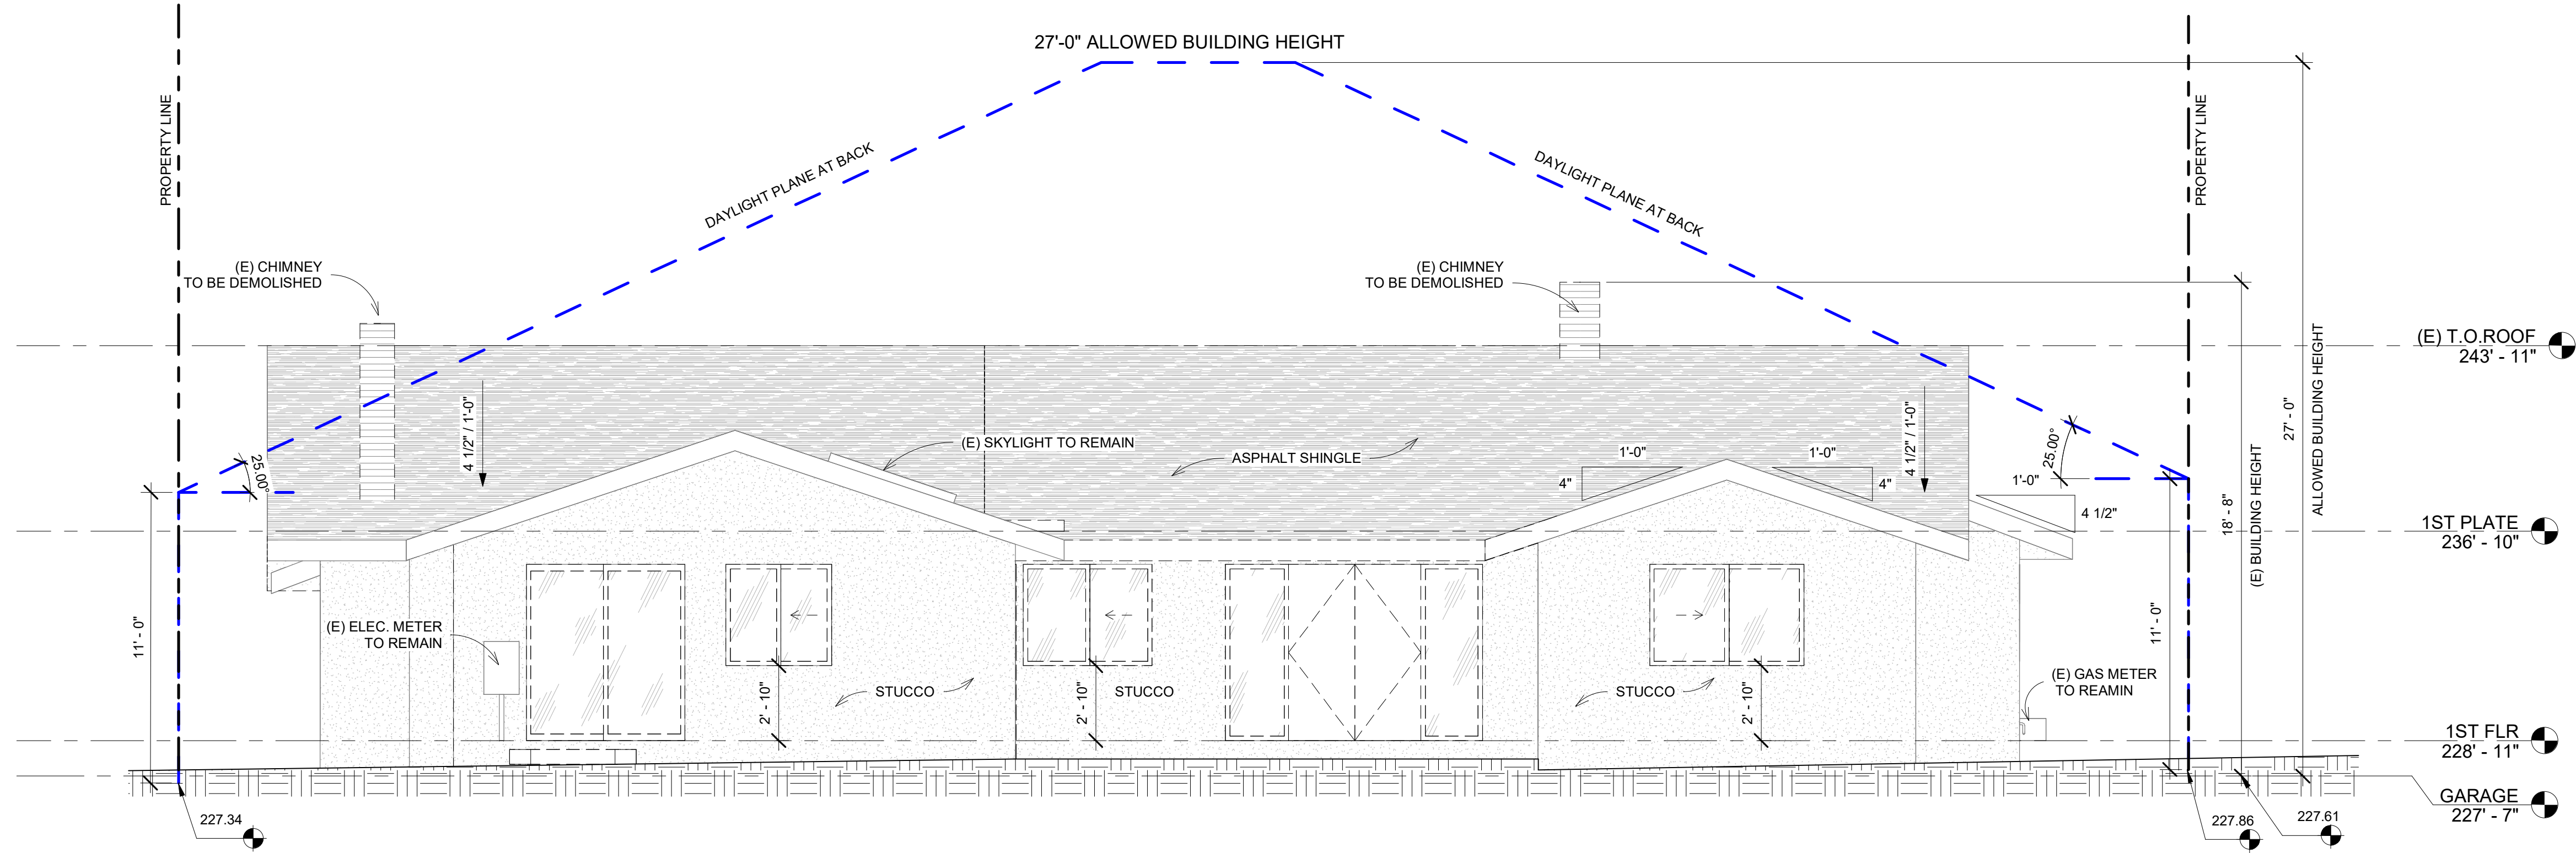 27'-0" ALLOWED BUILDING HEIGHT
PROPERTY LINE
PROPERTY LINE
DAYLIGHT PLANE AT BACK
DAYLIGHT PLANE AT BACK
(E) CHIMNEY
TO BE DEMOLISHED
(E) CHIMNEY
TO BE DEMOLISHED
(E) T.O.ROOF
243' - 11"
27' - 0"
ALLOWED BUILDING HEIGHT
18' - 8"
(E) BUILDING HEIGHT
25.00°
25.00°
4 1/2" / 1'-0"
4 1/2" / 1'-0"
(E) SKYLIGHT TO REMAIN
ASPHALT SHINGLE
1'-0"
4"
1'-0"
4"
1'-0"
4 1/2"
1ST PLATE
236' - 10"
11' - 0"
11' - 0"
(E) ELEC. METER
TO REMAIN
2' - 10"
STUCCO
2' - 10"
STUCCO
STUCCO
2' - 10"
(E) GAS METER
TO REAMIN
1ST FLR
228' - 11"
GARAGE
227' - 7"
227.34
227.86
227.61